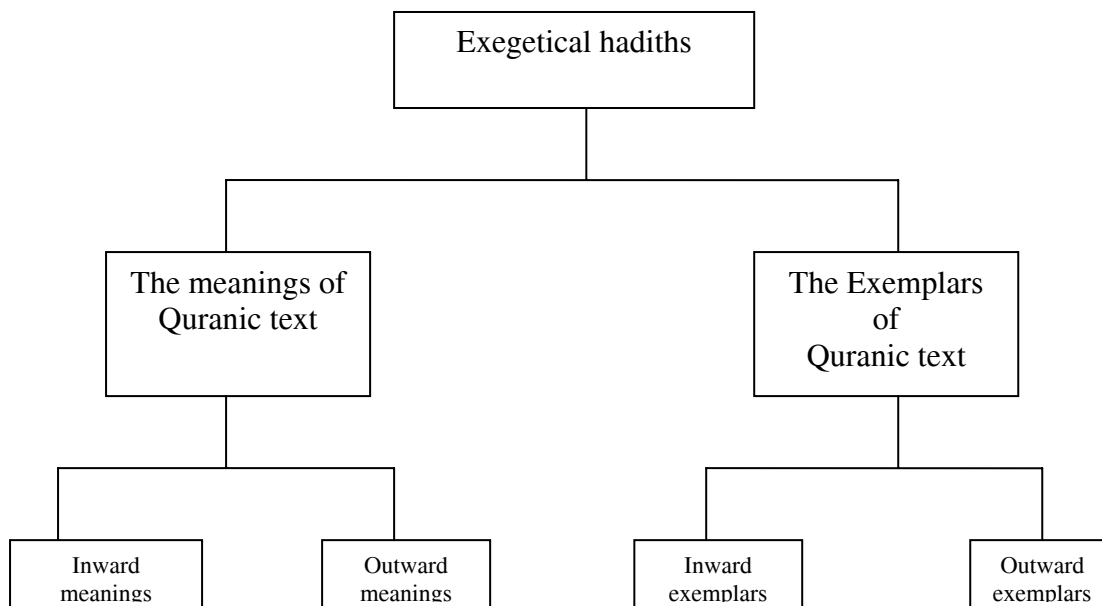 Exegetical hadiths
The meanings of
Quranic text
The Exemplars
of
Quranic text
Inward
meanings
Outward
meanings
Inward
exemplars
Outward
exemplars